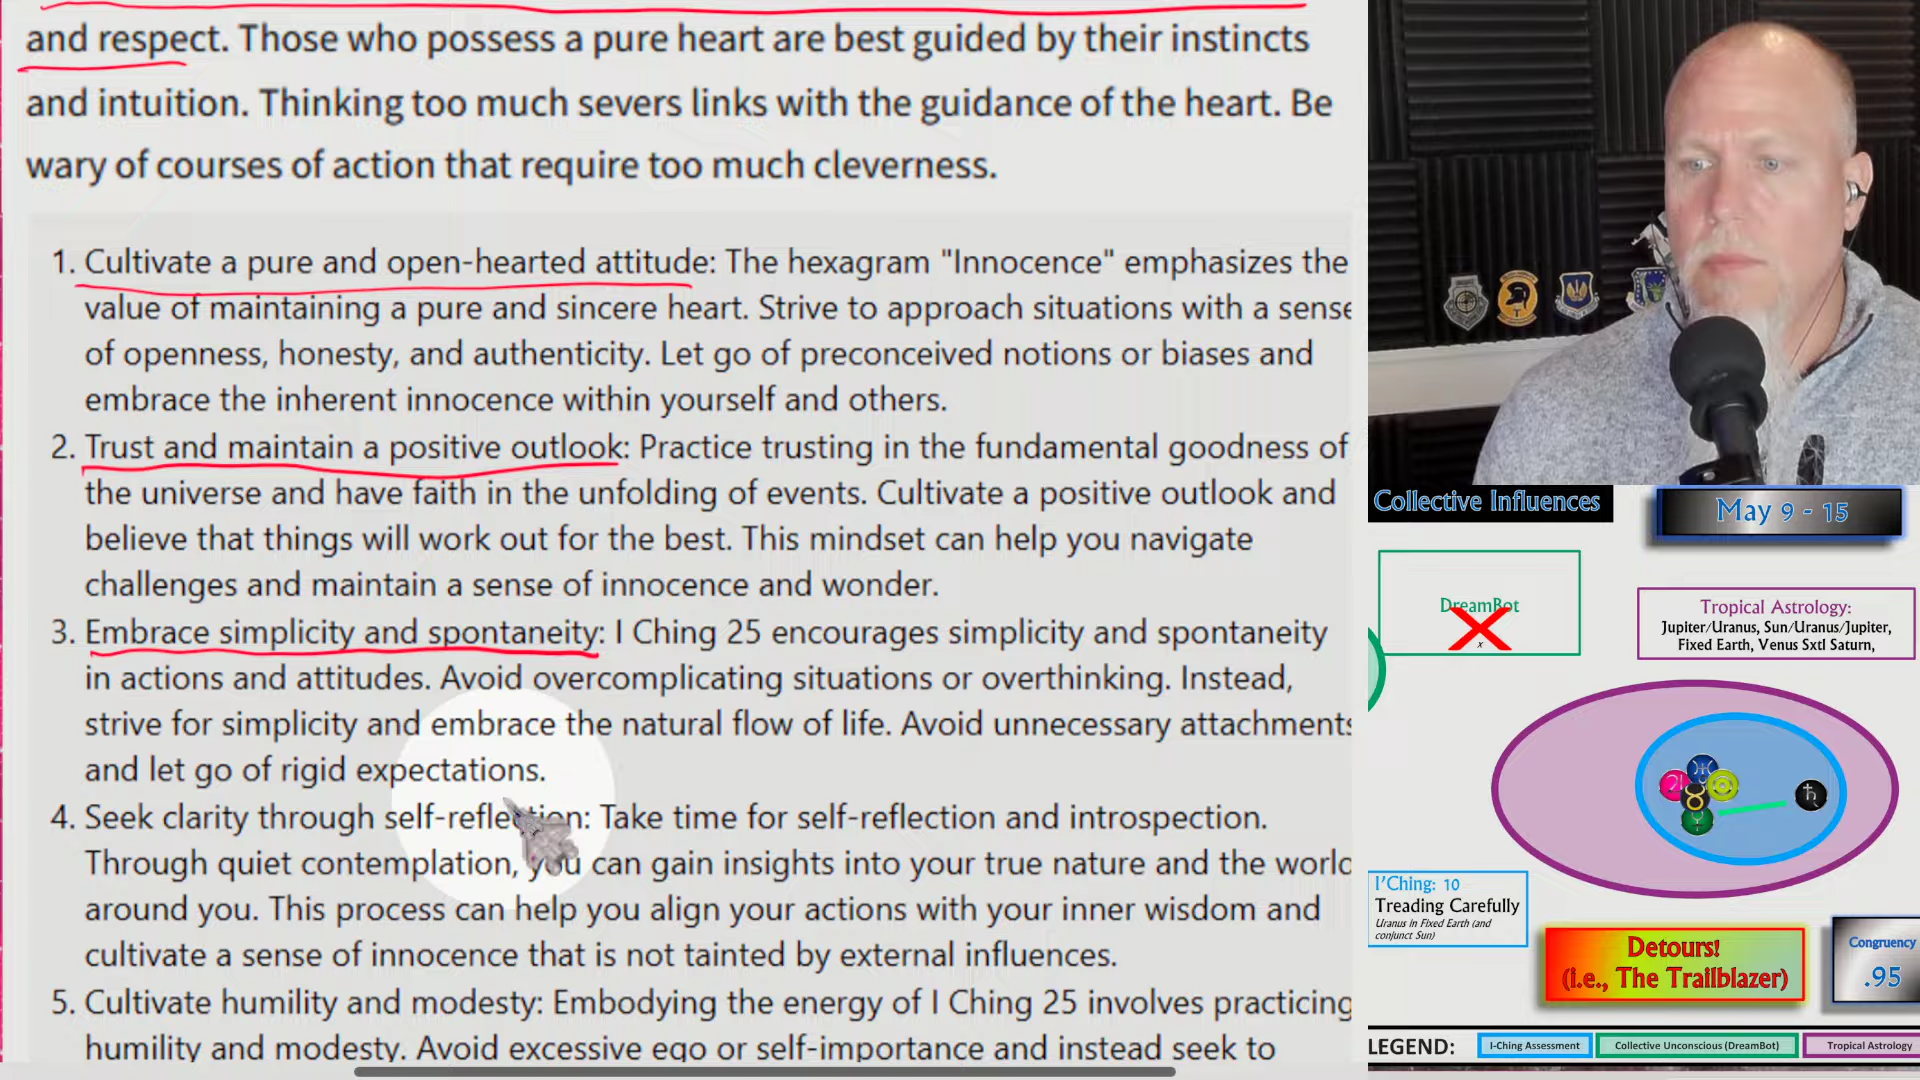 and respect. Those who possess a pure heart are best guided by their instincts
and intuition. Thinking too much severs links with the guidance of the heart. Be
wary of courses of action that require too much cleverness.
1. Cultivate a pure and open-hearted attitude: The hexagram "Innocence" emphasizes the
value of maintaining a pure and sincere heart. Strive to approach situations with a sense
of openness, honesty, and authenticity. Let go of preconceived notions or biases and
embrace the inherent innocence within yourself and others.
2. Trust and maintain a positive outlook: Practice trusting in the fundamental goodness of
the universe and have faith in the unfolding of events. Cultivate a positive outlook and
believe that things will work out for the best. This mindset can help you navigate
challenges and maintain a sense of innocence and wonder.
3. Embrace simplicity and spontaneity: I Ching 25 encourages simplicity and spontaneity
in actions and attitudes. Avoid overcomplicating situations or overthinking. Instead,
strive for simplicity and embrace the natural flow of life. Avoid unnecessary attachments
and let go of rigid expectations.
4. Seek clarity through self-reflection: Take time for self-reflection and introspection.
Through quiet contemplation, you can gain insights into your true nature and the world
around you. This process can help you align your actions with your inner wisdom and
cultivate a sense of innocence that is not tainted by external influences.
5. Cultivate humility and modesty: Embodying the energy of I Ching 25 involves practicing
humility and modesty. Avoid excessive ego or self-importance and instead seek to
Collective Influences
May 9 - 15
DreamBot
x
Tropical Astrology:
Jupiter/Uranus, Sun/Uranus/Jupiter,
Fixed Earth, Venus Sxtl Saturn,
I'Ching: 10
Treading Carefully
Uranus in Fixed Earth (and
conjunct Sun)
Detours!
(i.e., The Trailblazer)
Congruency
.95
LEGEND:
I-Ching Assessment
Collective Unconscious (DreamBot)
Tropical Astrology